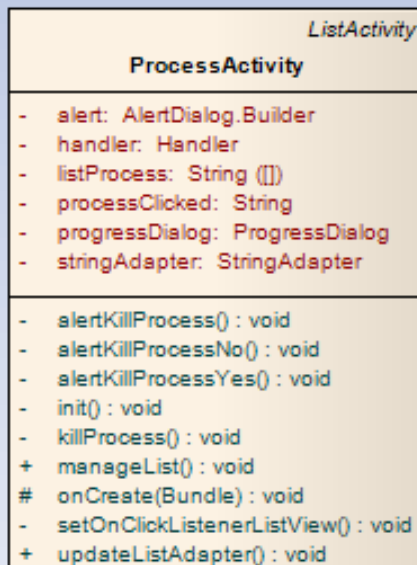 ListActivity
ProcessActivity
- alert: AlertDialog.Builder
- handler: Handler
- listProcess: String ([])
- processClicked: String
- progressDialog: ProgressDialog
- stringAdapter: StringAdapter
- alertKillProcess() : void
- alertKillProcessNo() : void
- alertKillProcessYes() : void
- init() : void
- killProcess() : void
+ manageList() : void
# onCreate(Bundle) : void
- setOnClickListenerListView() : void
+ updateListAdapter() : void